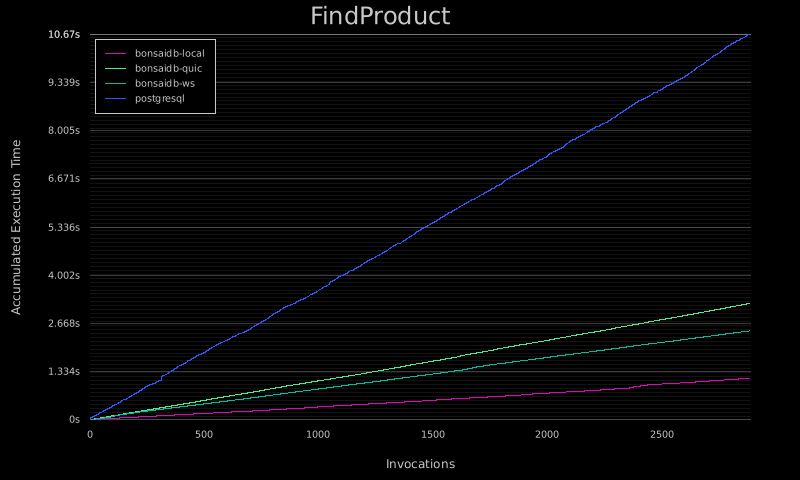 FindProduct
10.67s
9.339s
8.005s
6.671s
5.336s
4.002s
2.668s
1.334s
0s
bonsaidb-local
bonsaidb-quic
bonsaidb-ws
postgresql
Accumulated Execution Time
0 500 1000 1500 2000 2500
Invocations